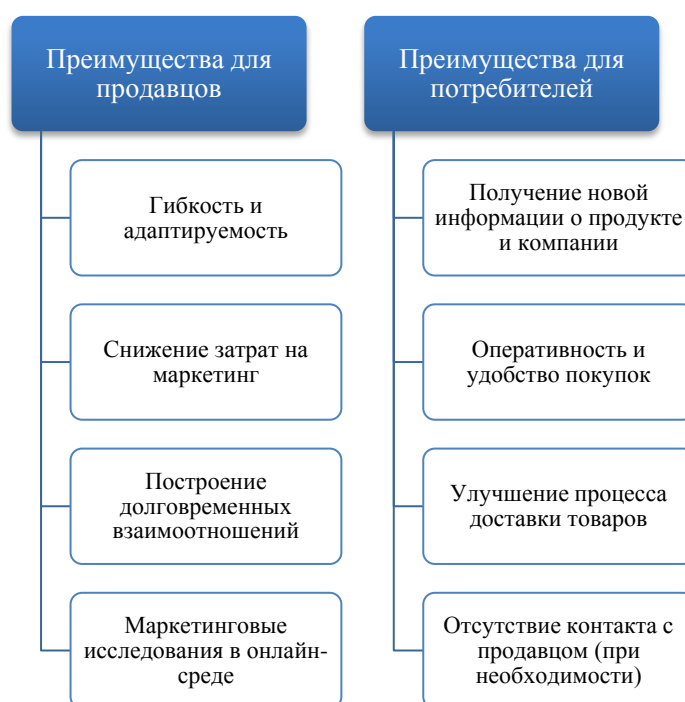 Преимущества для
продавцов
Гибкость и
адаптируемость
Снижение затрат на
маркетинг
Построение
долговременных
взаимоотношений
Маркетинговые
исследования в онлайн-
среде
Преимущества для
потребителей
Получение новой
информации о продукте
и компании
Оперативность и
удобство покупок
Улучшение процесса
доставки товаров
Отсутствие контакта с
продавцом (при
необходимости)